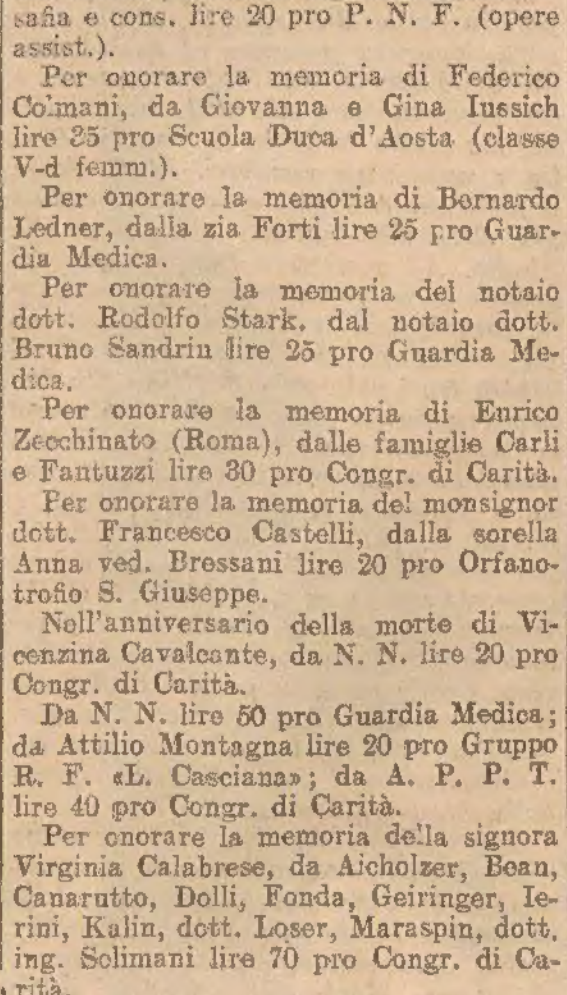 safia e cons. lire 20 pro P. N. F. (opere
assist.).
Per onorare la memoria di Federico
Colmani, da Giovanna e Gina Iussich
lire 25 pro Scuola Duca d'Aosta (classe
V-d femm.).
Per onorare la memoria di Bernardo
Ledner, dalla zia Forti lire 25 pro Guar-
dia Medica.
Per onorare la memoria del notaio
dott. Rodolfo Stark, dal notaio dott.
Bruno Sandrin lire 25 pro Guardia Me-
dica.
Per onorare la memoria di Enrico
Zecchinato (Roma), dalle famiglie Carli
e Fantuzzi lire 30 pro Congr. di Carità.
Per onorare la memoria del monsignor
dott. Francesco Castelli, dalla sorella
Anna ved. Bressani lire 20 pro Orfano-
trofio S. Giuseppe.
Nell'anniversario della morte di Vi-
cenzina Cavalcante, da N. N. lire 20 pro
Congr. di Carità.
Da N. N. lire 50 pro Guardia Medica;
da Attilio Montagna lire 20 pro Gruppo
R. F. «L. Casciana»; da A. P. P. T.
lire 40 pro Congr. di Carità.
Per onorare la memoria della signora
Virginia Calabrese, da Aicholzer, Bean,
Canarutto, Dolli, Fonda, Geiringer, Ie-
rini, Kalin, dott. Loser, Maraspin, dott.
ing. Solimani lire 70 pro Congr. di Ca-
rità.